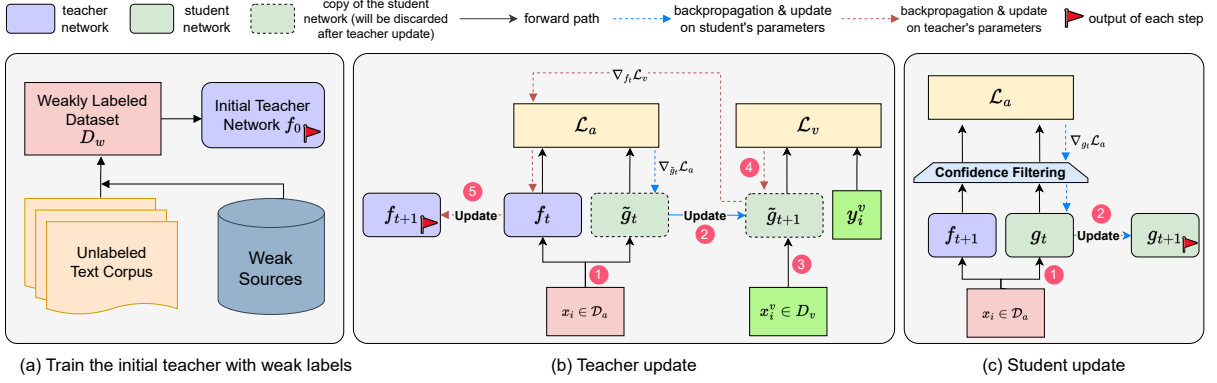 teacher
network
student
network
copy of the student
network (will be discarded
after teacher update)
forward path
backpropagation & update
on student's parameters
backpropagation & update
on teacher's parameters
output of each step
Weakly Labeled
Dataset
D_w
Initial Teacher
Network f_0
Unlabeled
Text Corpus
Weak
Sources
(a) Train the initial teacher with weak labels
∇_{f_t} ℒ_v
ℒ_a
ℒ_v
∇_{g̃_t} ℒ_a
4
5
f_{t+1}
Update
f_t
g̃_t
Update
2
g̃_{t+1}
y_i^v
1
3
x_i ∈ 𝒟_a
x_i^v ∈ D_v
(b) Teacher update
ℒ_a
∇_{g_t} ℒ_a
Confidence Filtering
f_{t+1}
g_t
2
Update
g_{t+1}
1
x_i ∈ 𝒟_a
(c) Student update